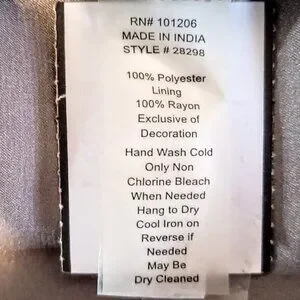 RN# 101206
MADE IN INDIA
STYLE # 28298
100% Polyester
Lining
100% Rayon
Exclusive of
Decoration
Hand Wash Cold
Only Non
Chlorine Bleach
When Needed
Hang to Dry
Cool Iron on
Reverse if
Needed
May Be
Dry Cleaned